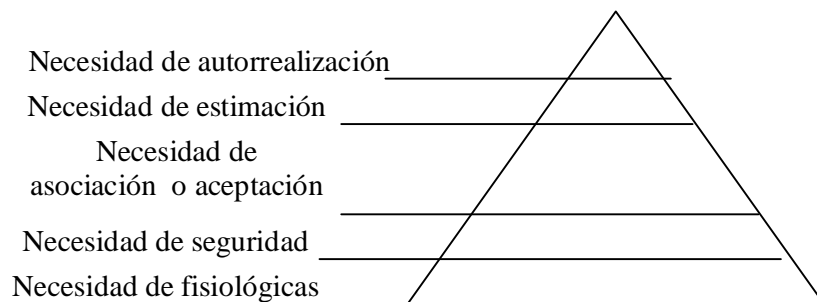 Necesidad de autorrealización
Necesidad de estimación
Necesidad de
asociación o aceptación
Necesidad de seguridad
Necesidad de fisiológicas